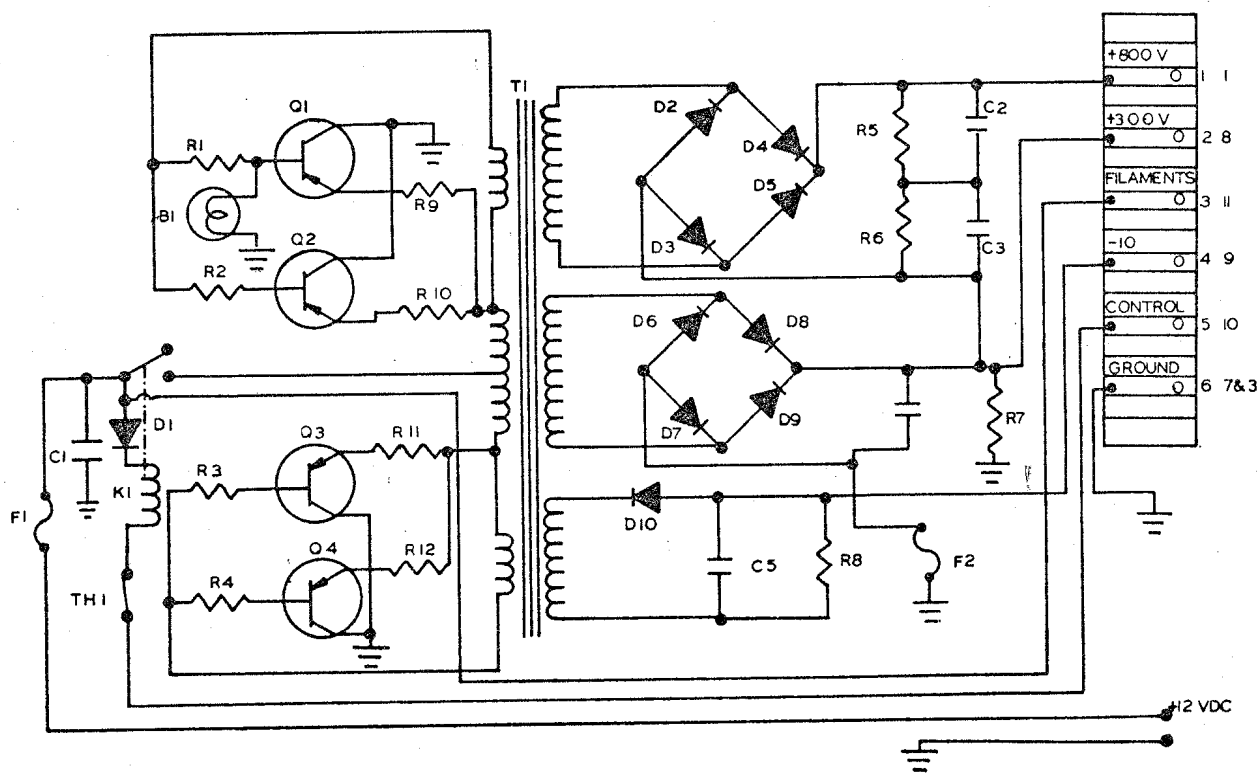 T1
Q1
R1
B1
R9
Q2
R2
R10
D1
C1
K1
F1
TH1
Q3
R11
R3
Q4
R12
R4
D2
D4
D5
D3
R5
C2
R6
C3
D6
D8
D7
D9
R7
D10
C5
R8
F2
+800V
O 1 1
+300V
O 2 8
FILAMENTS
O 3 11
-10
O 4 9
CONTROL
O 5 10
GROUND
O 6 7&3
+12 VDC